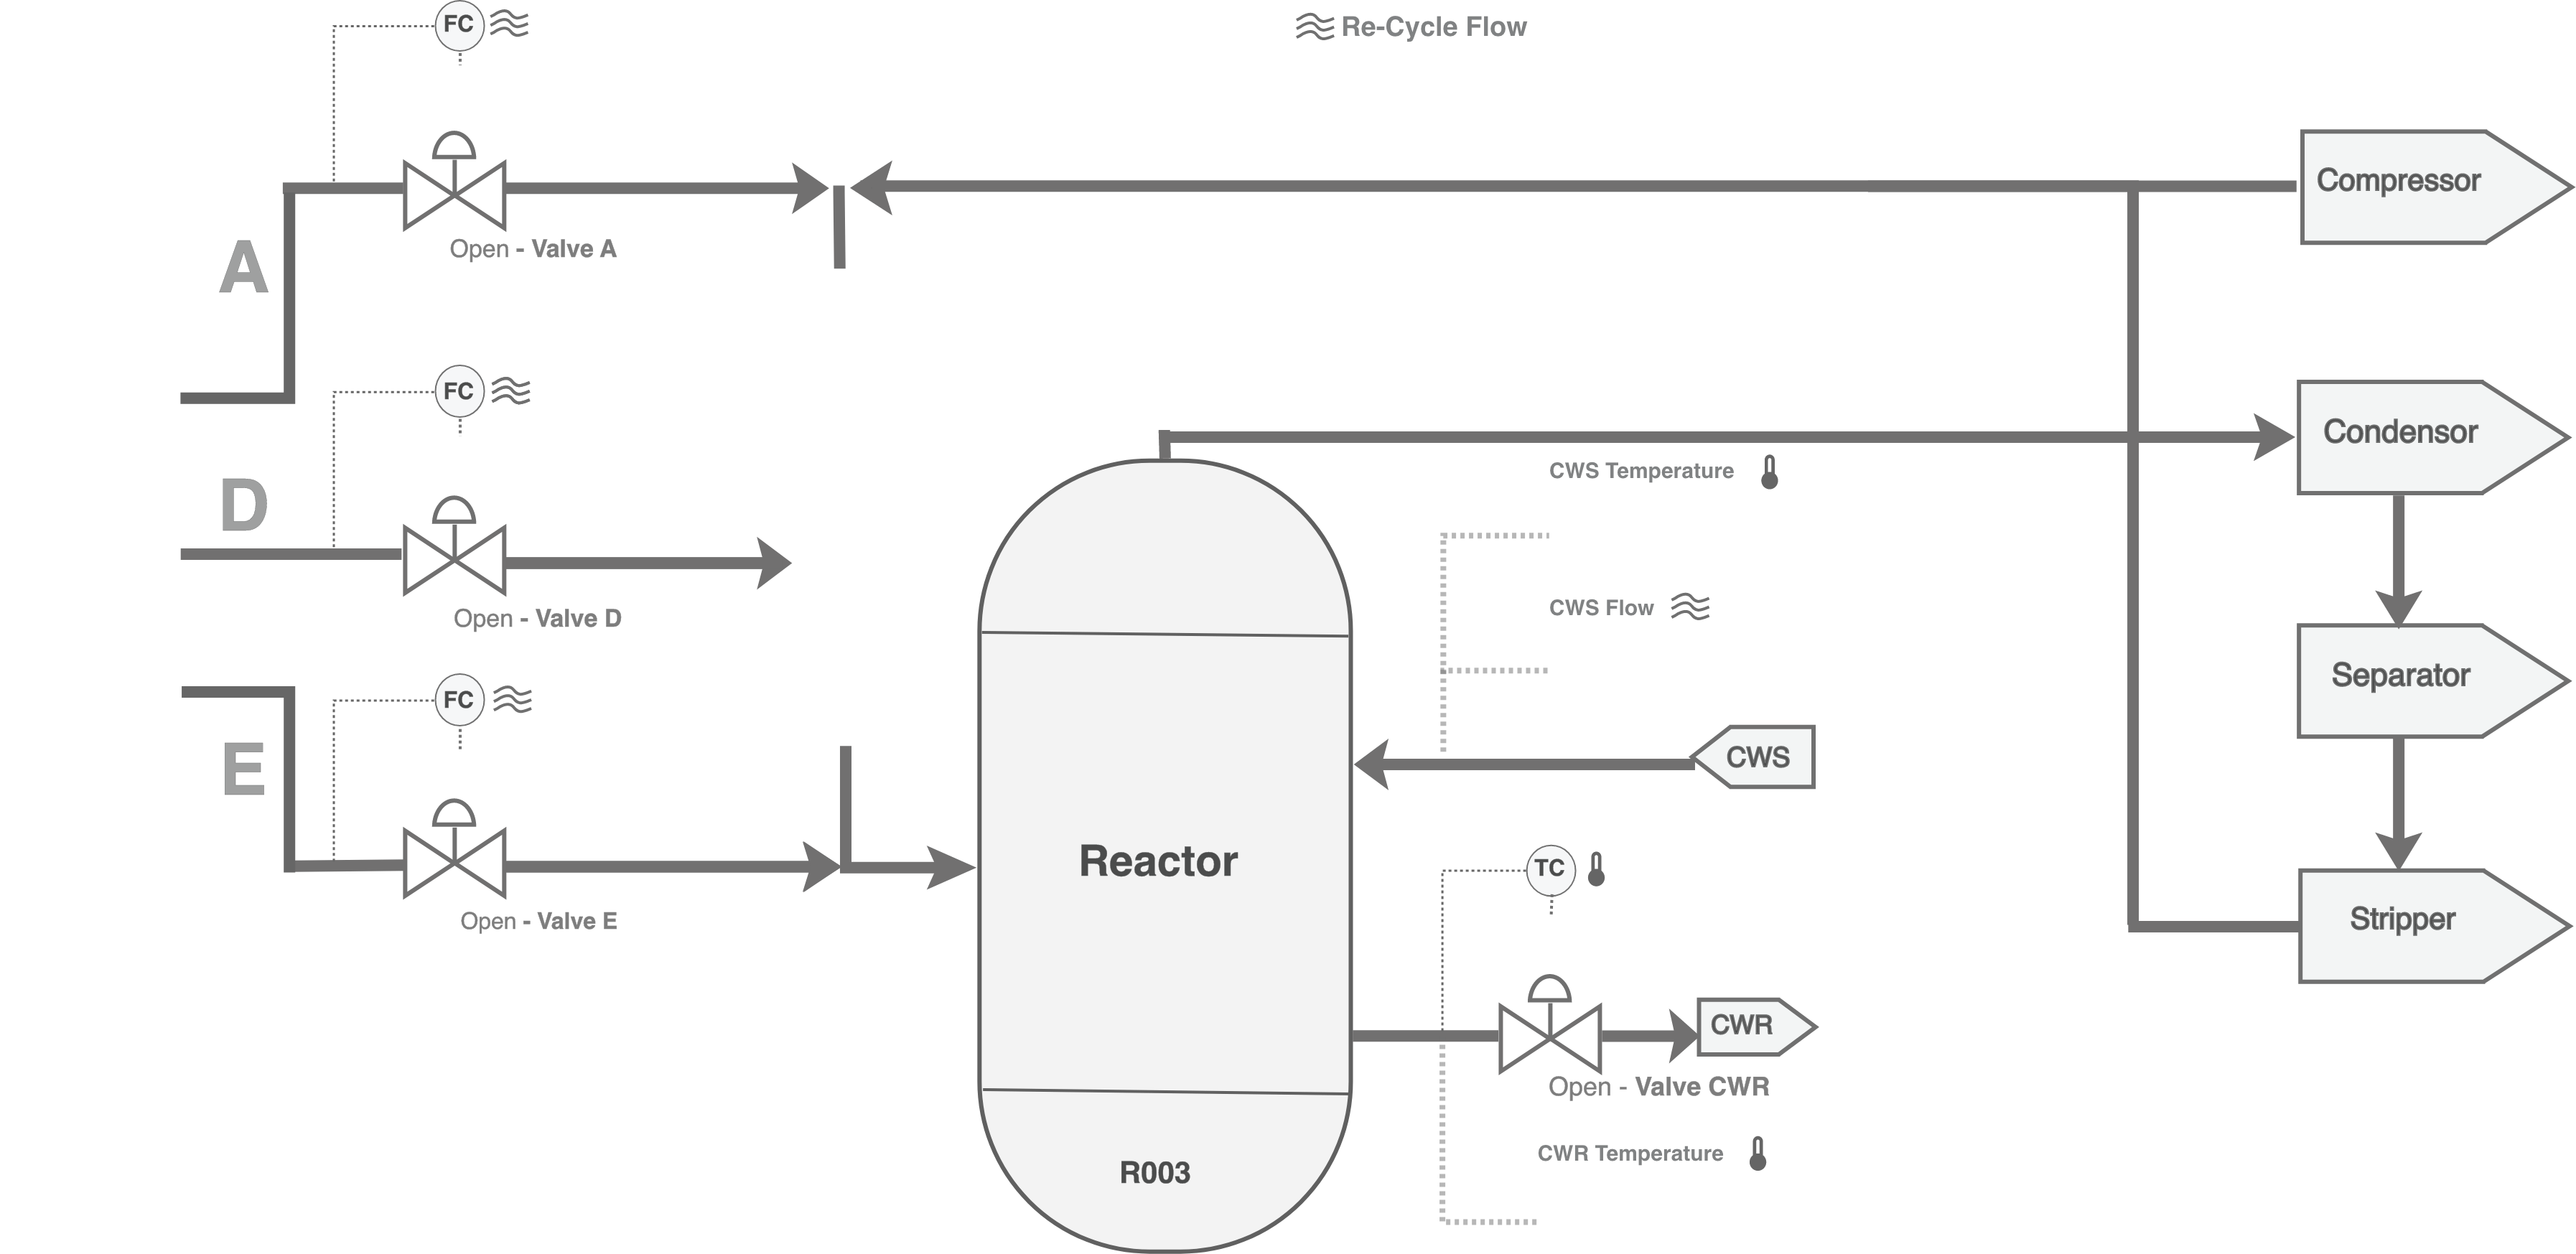 FC
Re-Cycle Flow
Compressor
Open - Valve A
A
FC
Condensor
CWS Temperature
D
CWS Flow
Open - Valve D
Separator
FC
E
CWS
Reactor
TC
Open - Valve E
Stripper
CWR
Open - Valve CWR
CWR Temperature
R003